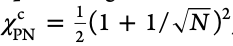 χ^c_PN = 1/2 (1 + 1/√N)^2,